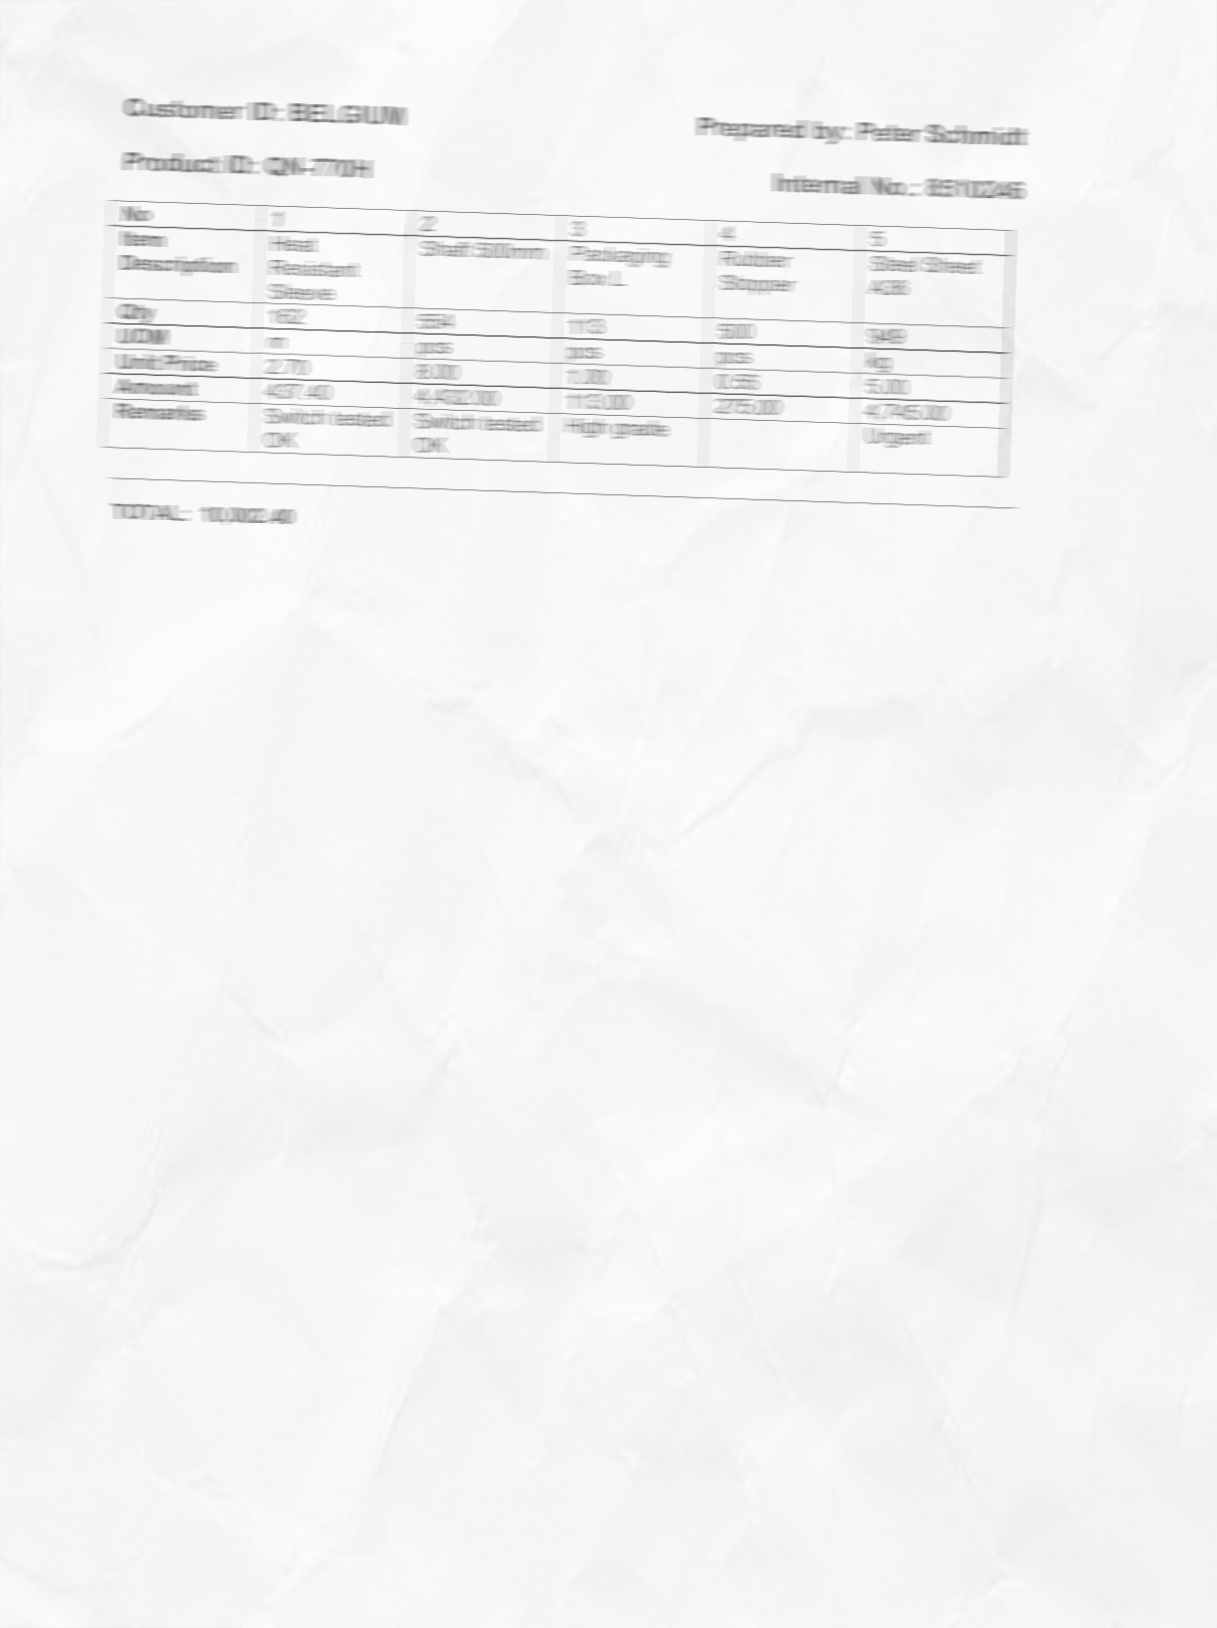 Customer ID: BELGIUM
Prepared by: Peter Schmidt
Product ID:
Internal No.:
No 1 2 3 4 5
Item Heat Shaft 500mm Packaging Rubber Steel Sheet
Description Resistant Box L Stopper
Sleeve
Qty 162 554 113 500 949
UOM m pcs pcs pcs kg
Unit Price 2.70 8.00 1.00 0.55 5.00
Amount 437.40 4,432.00 113.00 275.00 4,745.00
Remarks Switch tested Switch tested High grade Urgent
OK OK
TOTAL: 10,002.40